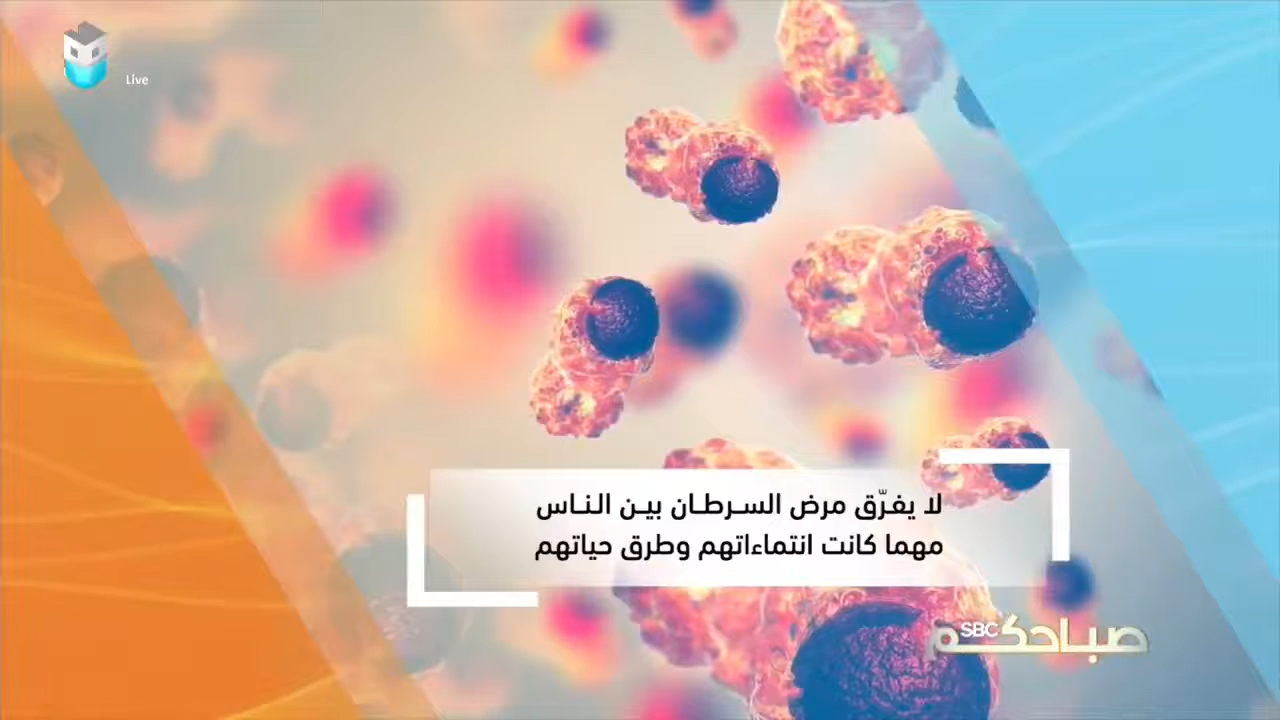 Live
لا يفرّق مرض السرطان بين الناس
مهما كانت انتماءاتهم وطرق حياتهم
صباحكم SBC